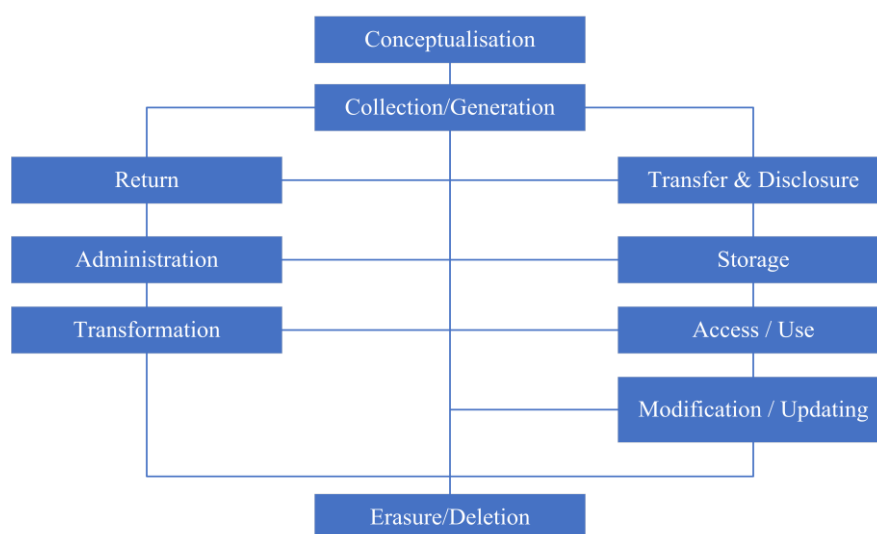 Conceptualisation
Collection/Generation
Return
Transfer & Disclosure
Administration
Storage
Transformation
Access / Use
Modification / Updating
Erasure/Deletion